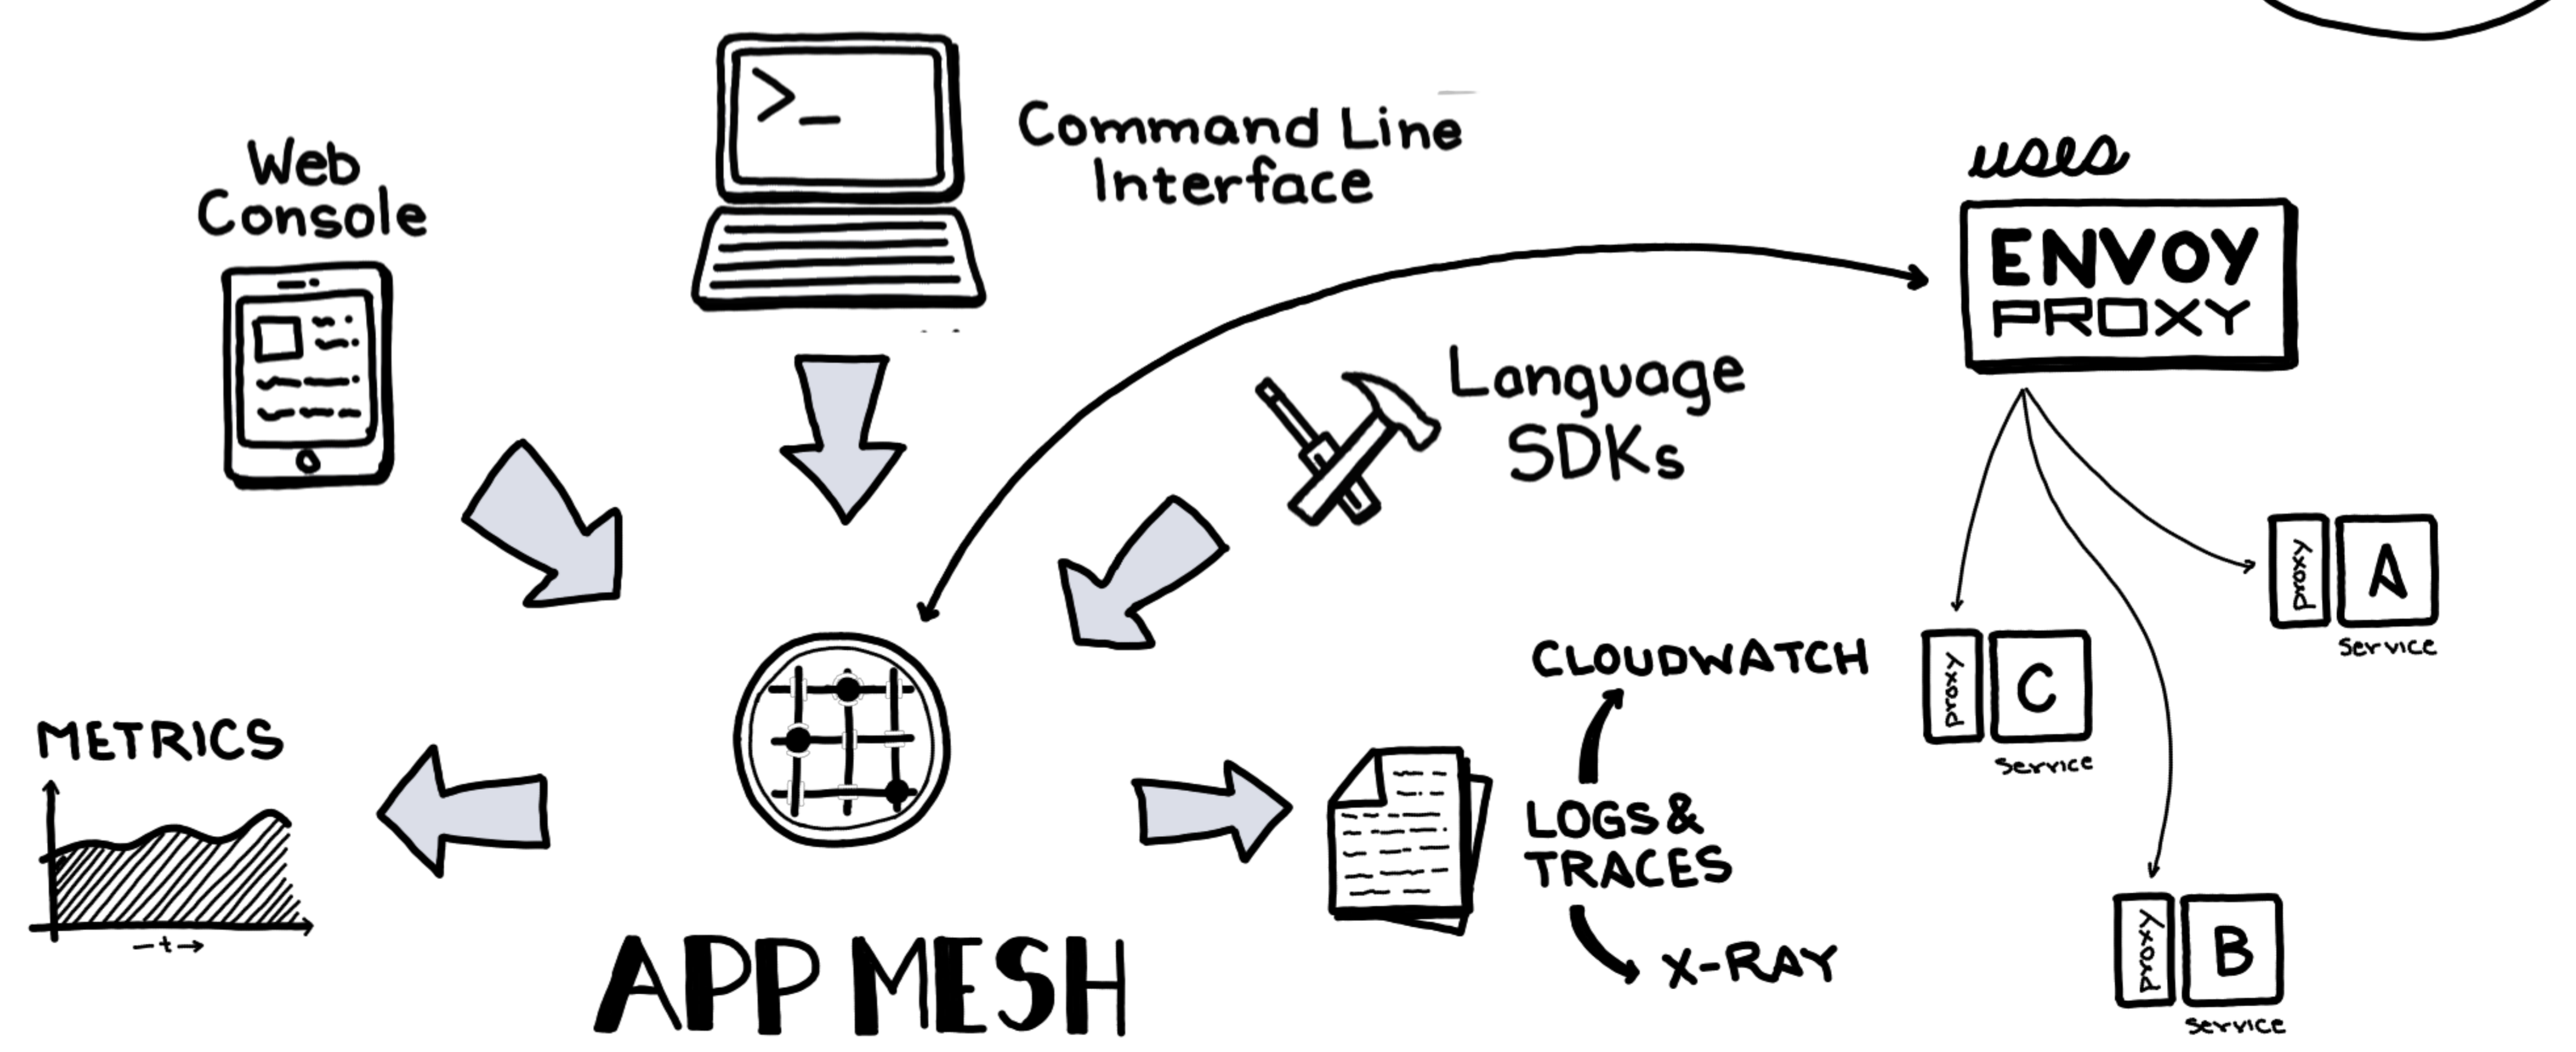 Web
Console
>_
Command Line
Interface
uses
ENVOY
PROXY
Language
SDKs
proxy
A
Service
proxy
C
Service
proxy
B
Service
CLOUDWATCH
LOGS &
TRACES
X-RAY
METRICS
t
APP MESH